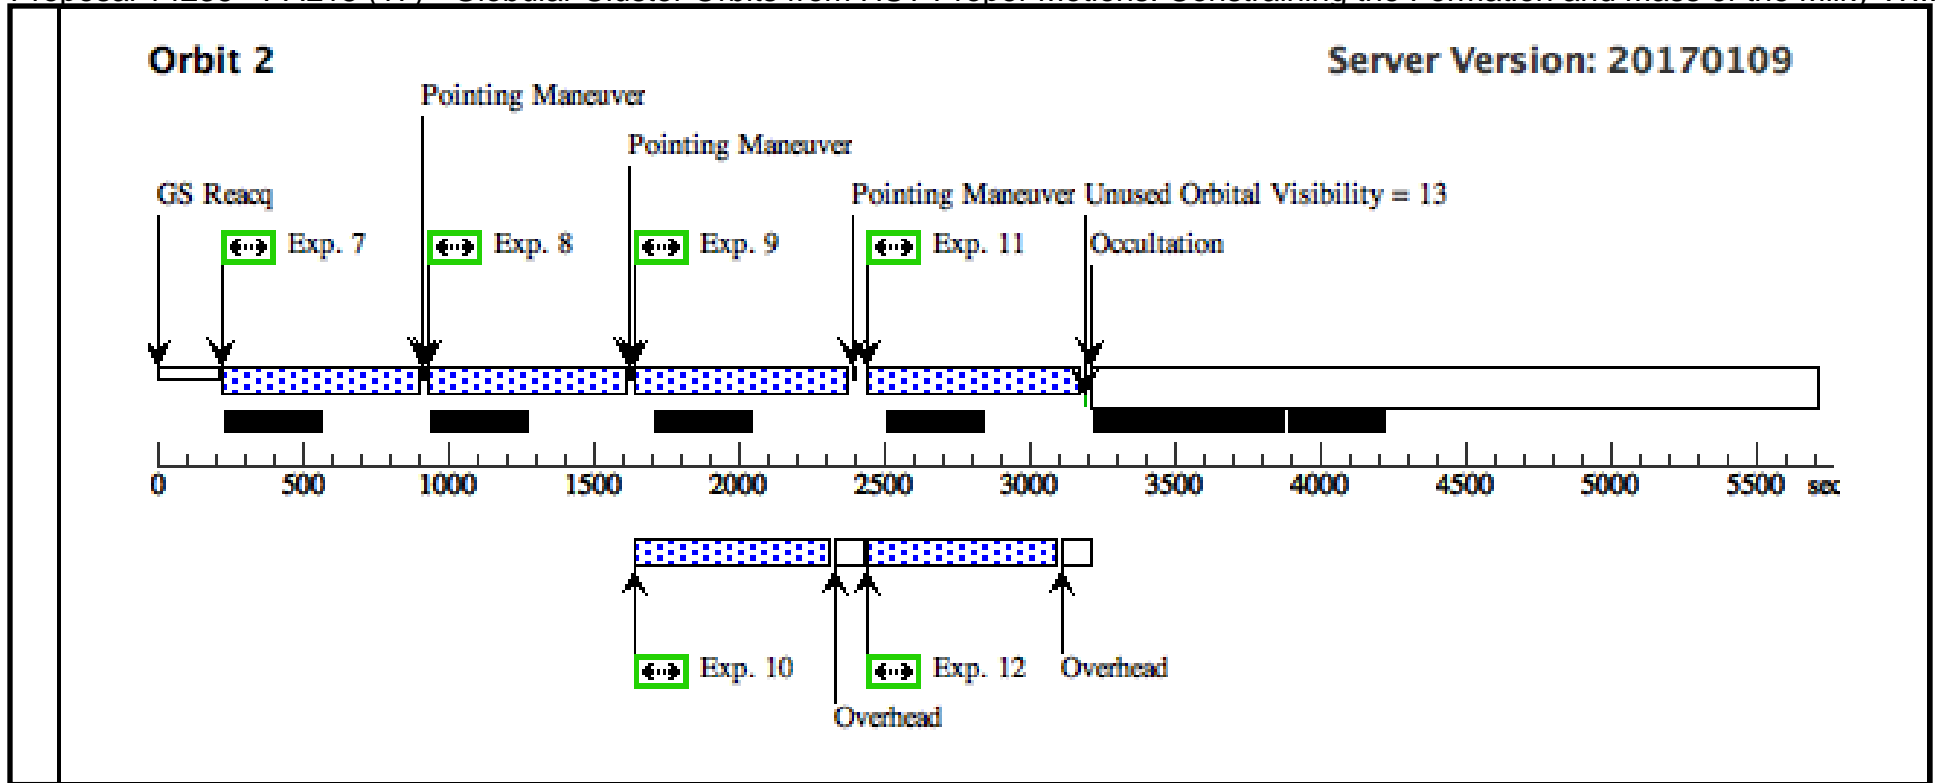 Orbit 2
Server Version: 20170109
Pointing Maneuver
Pointing Maneuver
GS Reacq
Pointing Maneuver Unused Orbital Visibility = 13
Exp. 7
Exp. 8
Exp. 9
Exp. 11
Occultation
0 500 1000 1500 2000 2500 3000 3500 4000 4500 5000 5500 sec
Exp. 10
Exp. 12
Overhead
Overhead